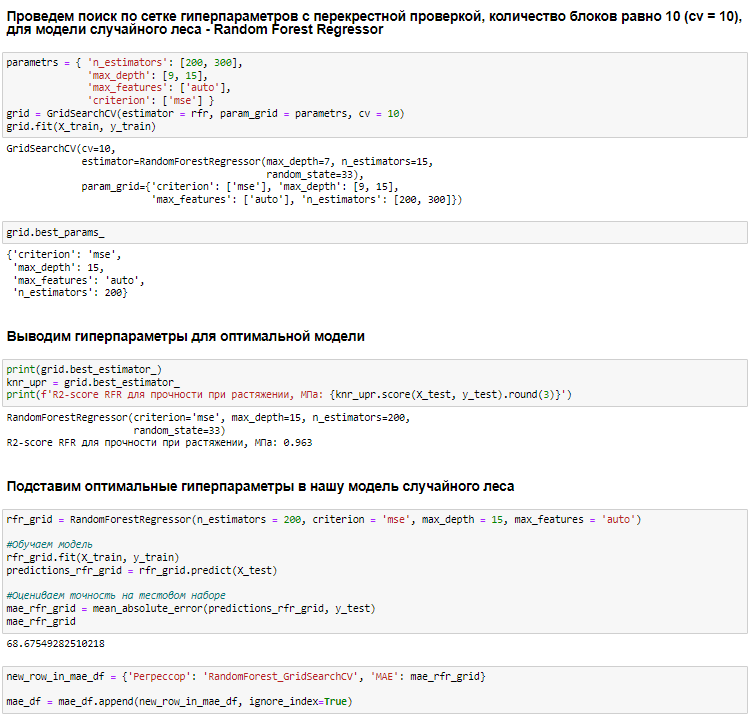 Проведем поиск по сетке гиперпараметров с перекрестной проверкой, количество блоков равно 10 (cv = 10),
для модели случайного леса - Random Forest Regressor
parametrs = { 'n_estimators': [200, 300],
'max_depth': [9, 15],
'max_features': ['auto'],
'criterion': ['mse'] }
grid = GridSearchCV(estimator = rfr, param_grid = parametrs, cv = 10)
grid.fit(X_train, y_train)
GridSearchCV(cv=10,
estimator=RandomForestRegressor(max_depth=7, n_estimators=15,
random_state=33),
param_grid={'criterion': ['mse'], 'max_depth': [9, 15],
'max_features': ['auto'], 'n_estimators': [200, 300]})
grid.best_params_
{'criterion': 'mse',
'max_depth': 15,
'max_features': 'auto',
'n_estimators': 200}
Выводим гиперпараметры для оптимальной модели
print(grid.best_estimator_)
knr_upr = grid.best_estimator_
print(f'R2-score RFR для прочности при растяжении, МПа: {knr_upr.score(X_test, y_test).round(3)}')
RandomForestRegressor(criterion='mse', max_depth=15, n_estimators=200,
random_state=33)
R2-score RFR для прочности при растяжении, МПа: 0.963
Подставим оптимальные гиперпараметры в нашу модель случайного леса
rfr_grid = RandomForestRegressor(n_estimators = 200, criterion = 'mse', max_depth = 15, max_features = 'auto')
#Обучаем модель
rfr_grid.fit(X_train, y_train)
predictions_rfr_grid = rfr_grid.predict(X_test)
#Оцениваем точность на тестовом наборе
mae_rfr_grid = mean_absolute_error(predictions_rfr_grid, y_test)
mae_rfr_grid
68.67549282510218
new_row_in_mae_df = {'Регрессор': 'RandomForest_GridSearchCV', 'MAE': mae_rfr_grid}
mae_df = mae_df.append(new_row_in_mae_df, ignore_index=True)